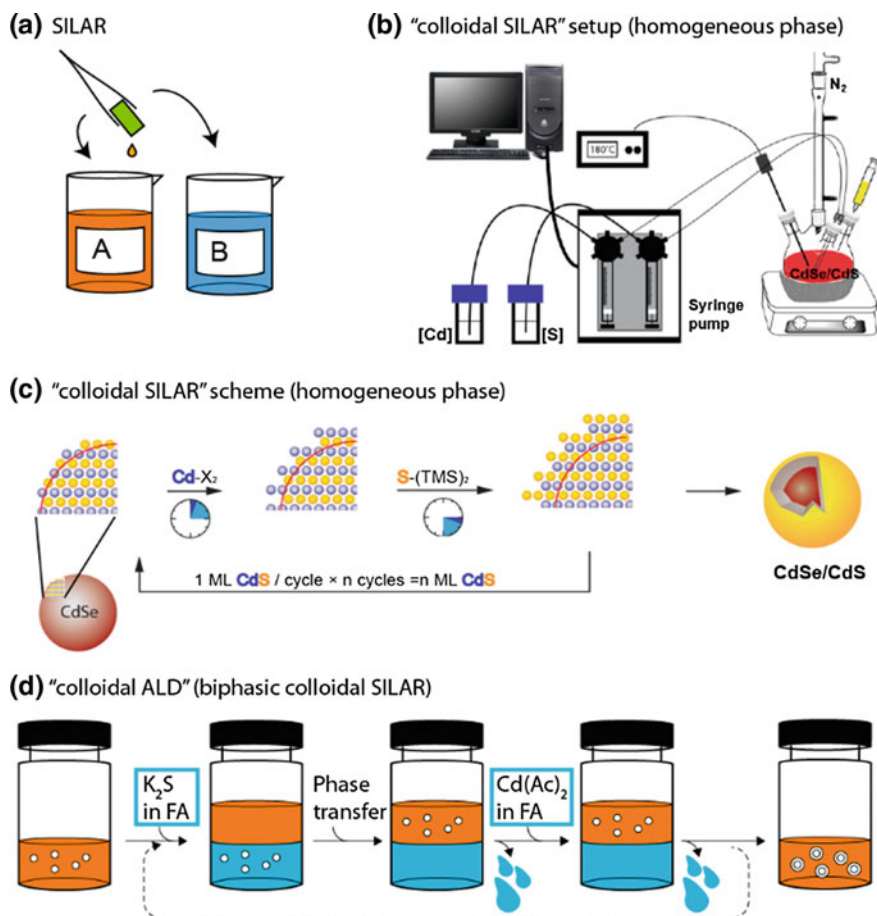 (a) SILAR
A
B
(b) "colloidal SILAR" setup (homogeneous phase)
N₂
180°C
CdSe/CdS
[Cd]
[S]
Syringe
pump
(c) "colloidal SILAR" scheme (homogeneous phase)
Cd-X₂
S-(TMS)₂
1 ML CdS / cycle × n cycles =n ML CdS
CdSe
CdSe/CdS
(d) "colloidal ALD" (biphasic colloidal SILAR)
K₂S
in FA
Phase
transfer
Cd(Ac)₂
in FA